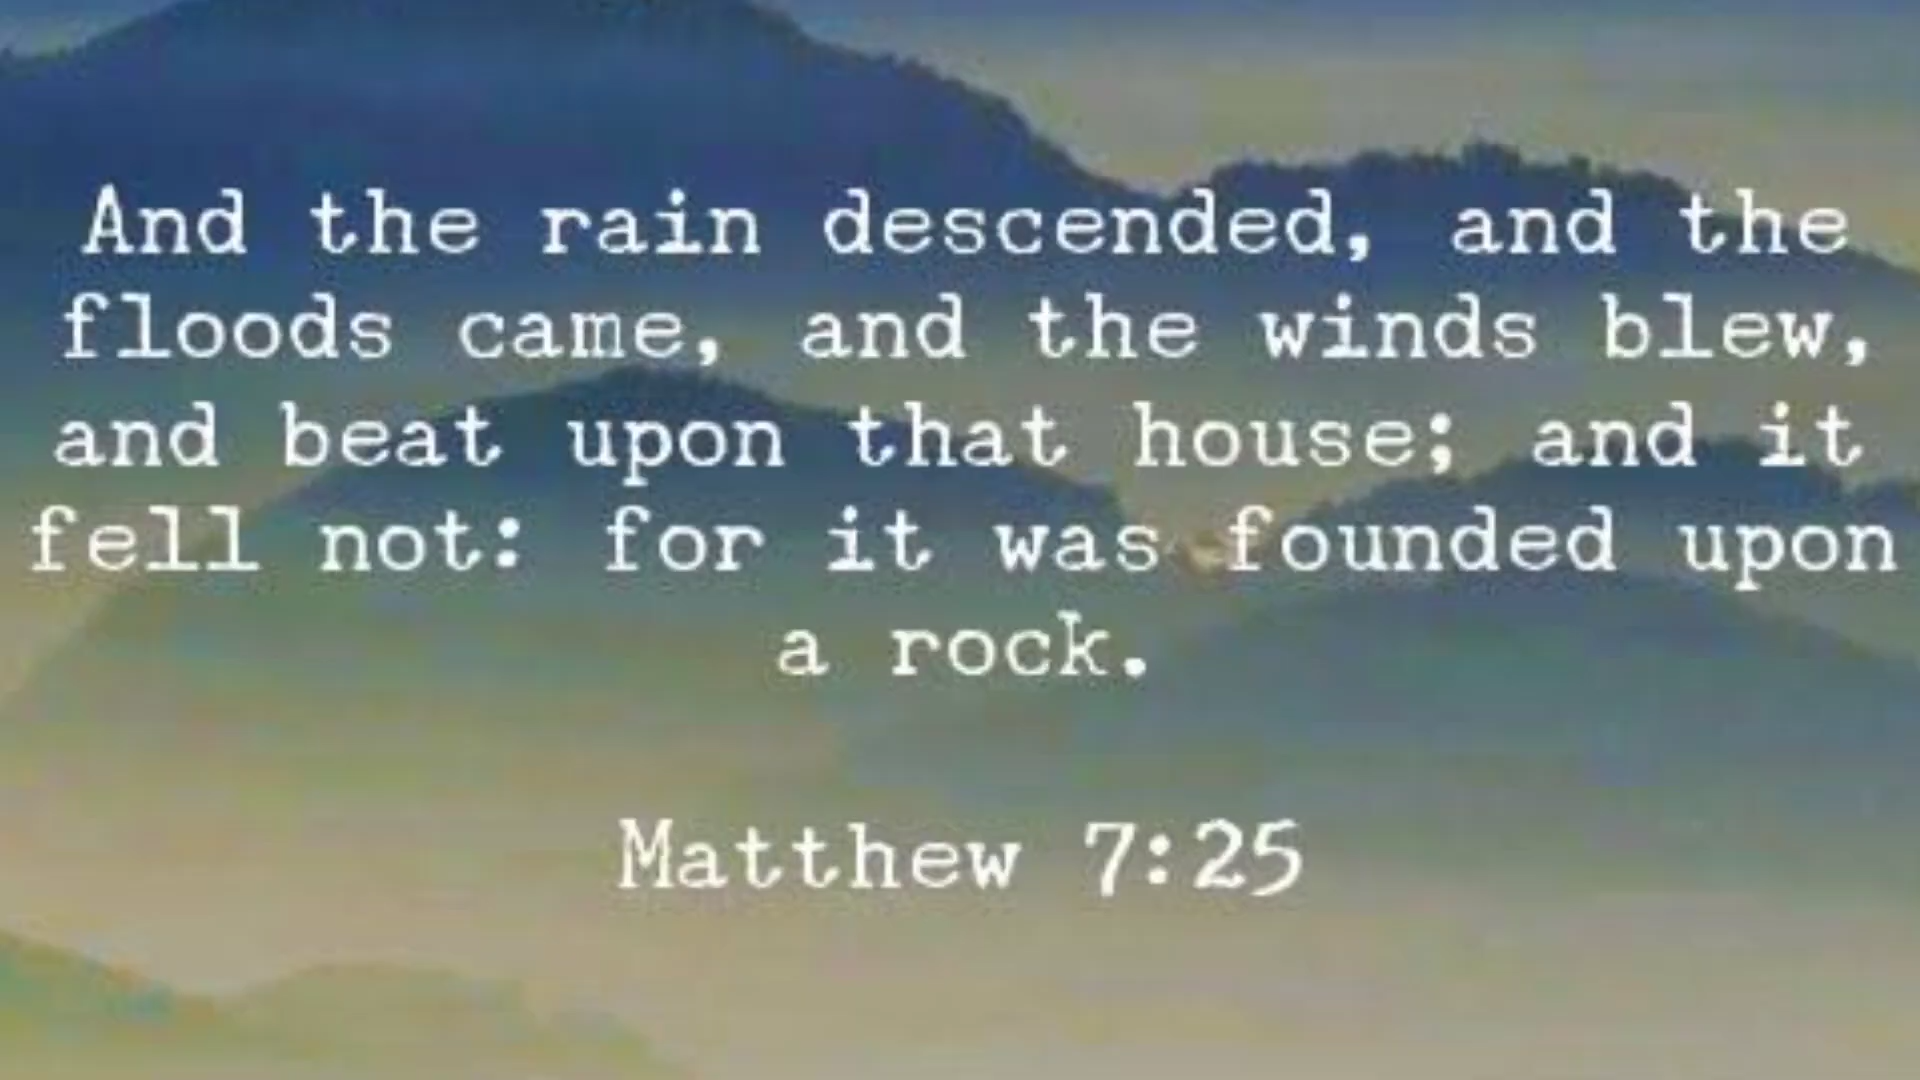 And the rain descended, and the
floods came, and the winds blew,
and beat upon that house; and it
fell not: for it was founded upon
a rock.
Matthew 7:25